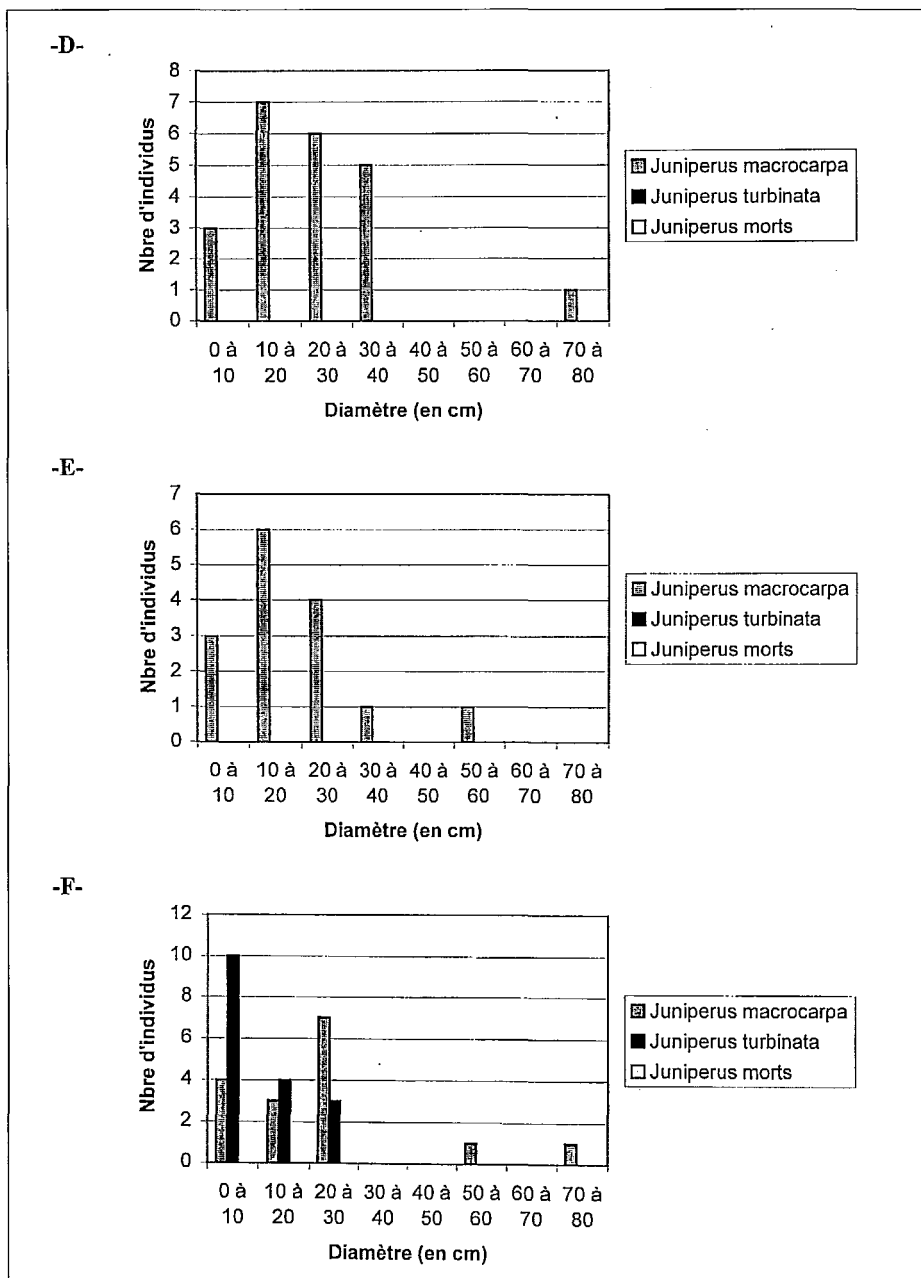 -D-
Nbre d'individus
8
7
6
5
4
3
2
1
0
0 à 10 à 20 à 30 à 40 à 50 à 60 à 70 à
10 20 30 40 50 60 70 80
Diamètre (en cm)
Juniperus macrocarpa
Juniperus turbinata
Juniperus morts
-E-
Nbre d'individus
7
6
5
4
3
2
1
0
0 à 10 à 20 à 30 à 40 à 50 à 60 à 70 à
10 20 30 40 50 60 70 80
Diamètre (en cm)
Juniperus macrocarpa
Juniperus turbinata
Juniperus morts
-F-
Nbre d'individus
12
10
8
6
4
2
0
0 à 10 à 20 à 30 à 40 à 50 à 60 à 70 à
10 20 30 40 50 60 70 80
Diamètre (en cm)
Juniperus macrocarpa
Juniperus turbinata
Juniperus morts